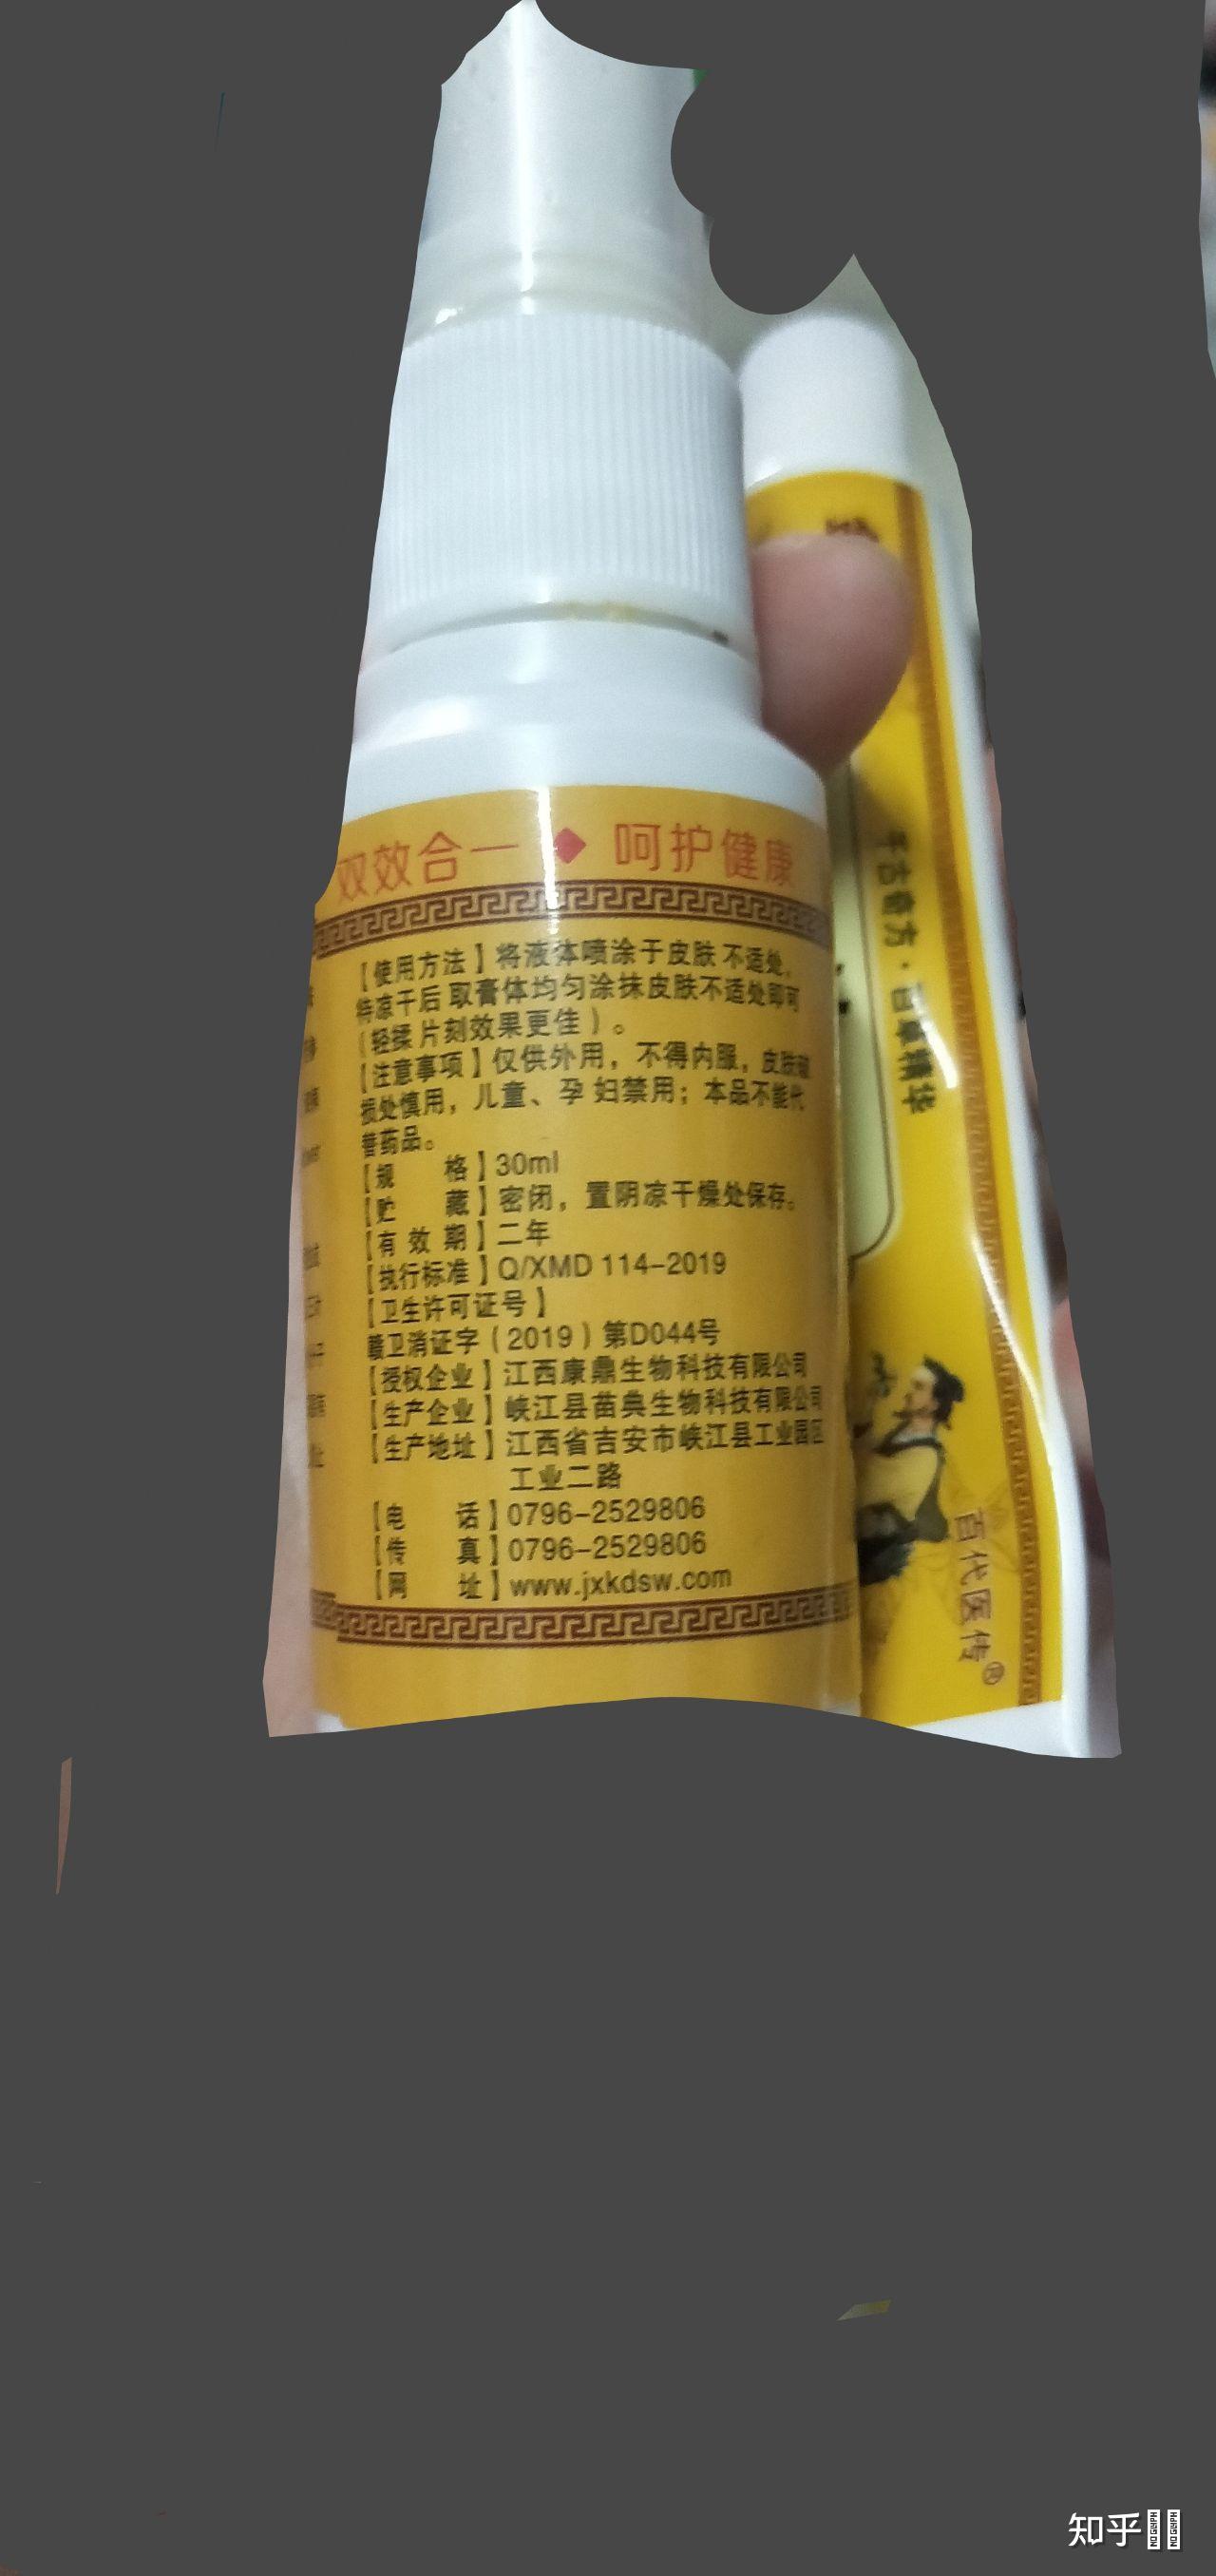 双效合一◆呵护健康
【使用方法】将液体喷涂于皮肤不适处，
待凉干后取膏体均匀涂抹皮肤不适处即可
（轻揉片刻效果更佳）。
【注意事项】仅供外用，不得内服，皮肤破
损处慎用，儿童、孕妇禁用；本品不能代
替药品。
【规 格】30ml
【贮 藏】密闭，置阴凉干燥处保存。
【有效期】二年
【执行标准】Q/XMD 114-2019
【卫生许可证号】
赣卫消证字（2019）第D044号
【授权企业】江西康鼎生物科技有限公司
【生产企业】峡江县苗典生物科技有限公司
【生产地址】江西省吉安市峡江县工业园区
工业二路
【电 话】0796-2529806
【传 真】0796-2529806
【网 址】www.jxkdsw.com
千古奇方·百草精华
百代医传®
知乎